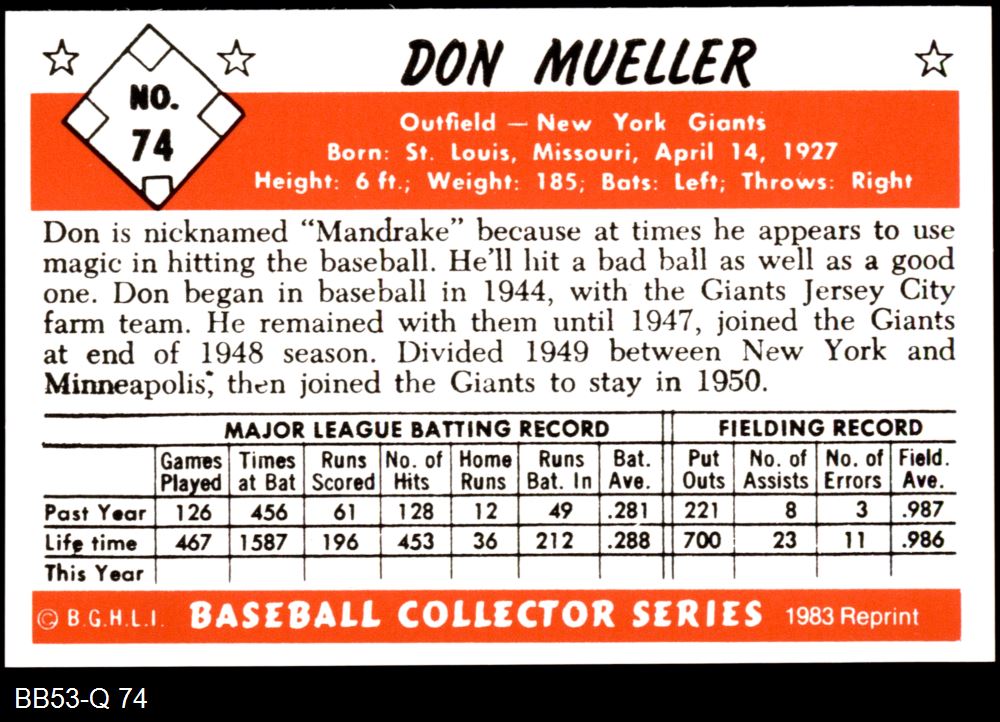 DON MUELLER
NO.
74
Outfield — New York Giants
Born: St. Louis, Missouri, April 14, 1927
Height: 6 ft.; Weight: 185; Bats: Left; Throws: Right
Don is nicknamed “Mandrake” because at times he appears to use
magic in hitting the baseball. He’ll hit a bad ball as well as a good
one. Don began in baseball in 1944, with the Giants Jersey City
farm team. He remained with them until 1947, joined the Giants
at end of 1948 season. Divided 1949 between New York and
Minneapolis; then joined the Giants to stay in 1950.
MAJOR LEAGUE BATTING RECORD FIELDING RECORD
Games Times Runs No. of Home Runs Bat. Put No. of No. of Field.
Played at Bat Scored Hits Runs Bat. In Ave. Outs Assists Errors Ave.
Past Year 126 456 61 128 12 49 .281 221 8 3 .987
Life time 467 1587 196 453 36 212 .288 700 23 11 .986
This Year
© B.G.H.L.I. BASEBALL COLLECTOR SERIES 1983 Reprint
BB53-Q 74